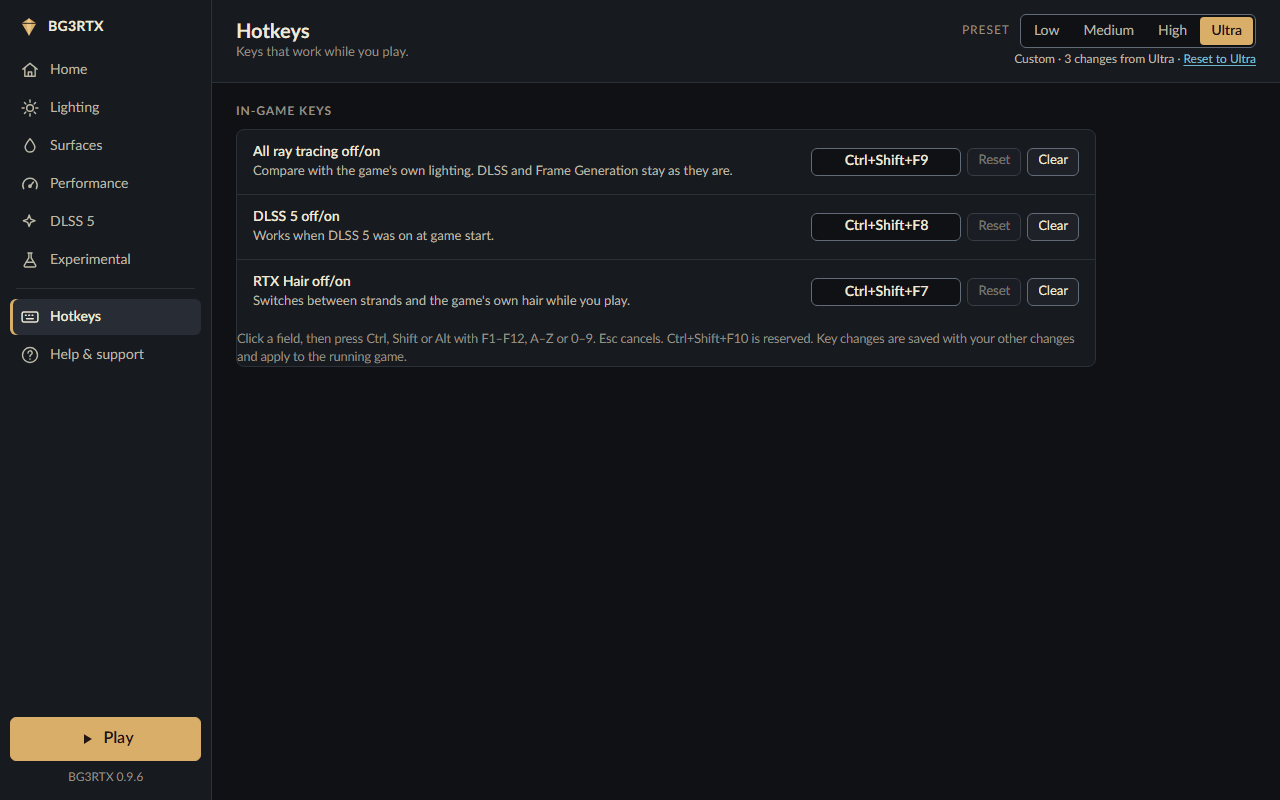 BG3RTX
Home
Lighting
Surfaces
Performance
DLSS 5
Experimental
Hotkeys
Help & support
Play
BG3RTX 0.9.6
Hotkeys
Keys that work while you play.
PRESET Low Medium High Ultra
Custom · 3 changes from Ultra · Reset to Ultra
IN-GAME KEYS
All ray tracing off/on
Compare with the game's own lighting. DLSS and Frame Generation stay as they are.
Ctrl+Shift+F9 Reset Clear
DLSS 5 off/on
Works when DLSS 5 was on at game start.
Ctrl+Shift+F8 Reset Clear
RTX Hair off/on
Switches between strands and the game's own hair while you play.
Ctrl+Shift+F7 Reset Clear
Click a field, then press Ctrl, Shift or Alt with F1–F12, A–Z or 0–9. Esc cancels. Ctrl+Shift+F10 is reserved. Key changes are saved with your other changes
and apply to the running game.